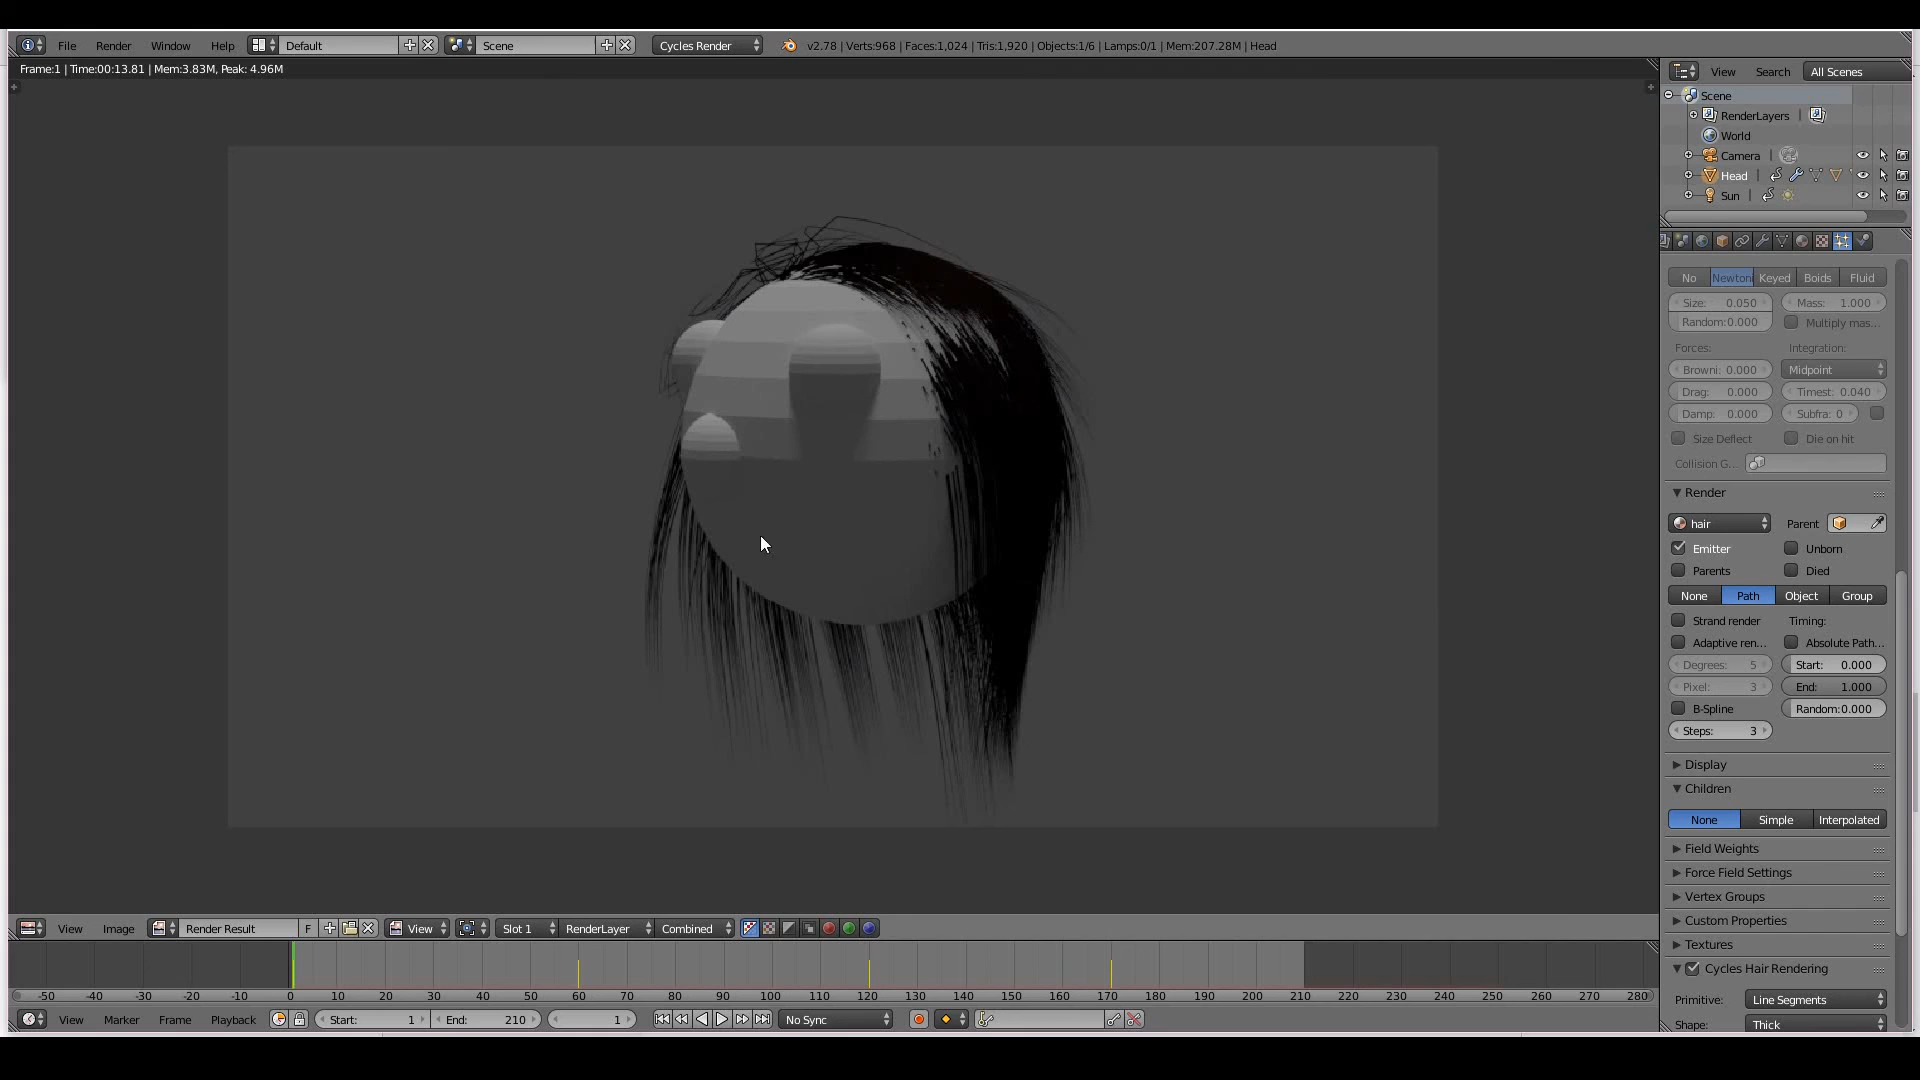 File Render Window Help Default Scene Cycles Render v2.78 | Verts:968 | Faces:1,024 | Tris:1,920 | Objects:1/6 | Lamps:0/1 | Mem:207.28M | Head
Frame:1 | Time:00:13.81 | Mem:3.83M, Peak: 4.96M
View Search All Scenes
Scene
RenderLayers
World
Camera
Head
Sun
No Newtoni Keyed Boids Fluid
Size: 0.050 Mass: 1.000
Random:0.000 Multiply mas...
Forces: Integration:
Browni: 0.000 Midpoint
Drag: 0.000 Timest: 0.040
Damp: 0.000 Subfra: 0
Size Deflect Die on hit
Collision G...
Render
hair Parent
Emitter Unborn
Parents Died
None Path Object Group
Strand render Timing:
Adaptive ren... Absolute Path...
Degrees: 5 Start: 0.000
Pixel: 3 End: 1.000
B-Spline Random:0.000
Steps: 3
Display
Children
None Simple Interpolated
Field Weights
Force Field Settings
Vertex Groups
Custom Properties
Textures
Cycles Hair Rendering
Primitive: Line Segments
Shape: Thick
View Image Render Result F View Slot 1 RenderLayer Combined
-50 -40 -30 -20 -10 0 10 20 30 40 50 60 70 80 90 100 110 120 130 140 150 160 170 180 190 200 210 220 230 240 250 260 270 280
View Marker Frame Playback Start: 1 End: 210 1 No Sync